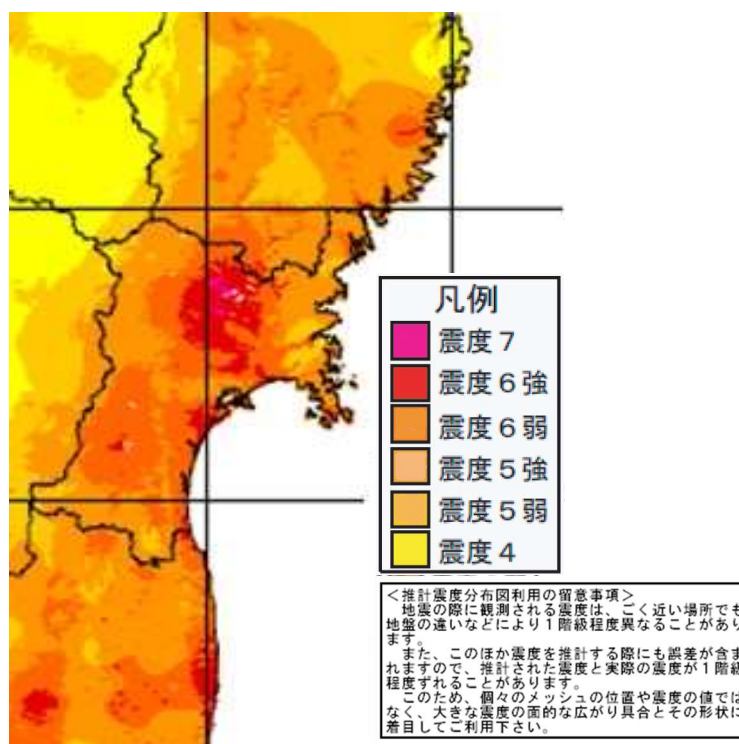 凡例
震度７
震度６強
震度６弱
震度５強
震度５弱
震度４
＜推計震度分布図利用の留意事項＞
　地震の際に観測される震度は、ごく近い場所でも
地盤の違いなどにより１階級程度異なることがあり
ます。
　また、このほか震度を推計する際にも誤差が含ま
れますので、推計された震度と実際の震度が１階級
程度ずれることがあります。
　このため、個々のメッシュの位置や震度の値では
なく、大きな震度の面的な広がり具合とその形状に
着目してご利用下さい。